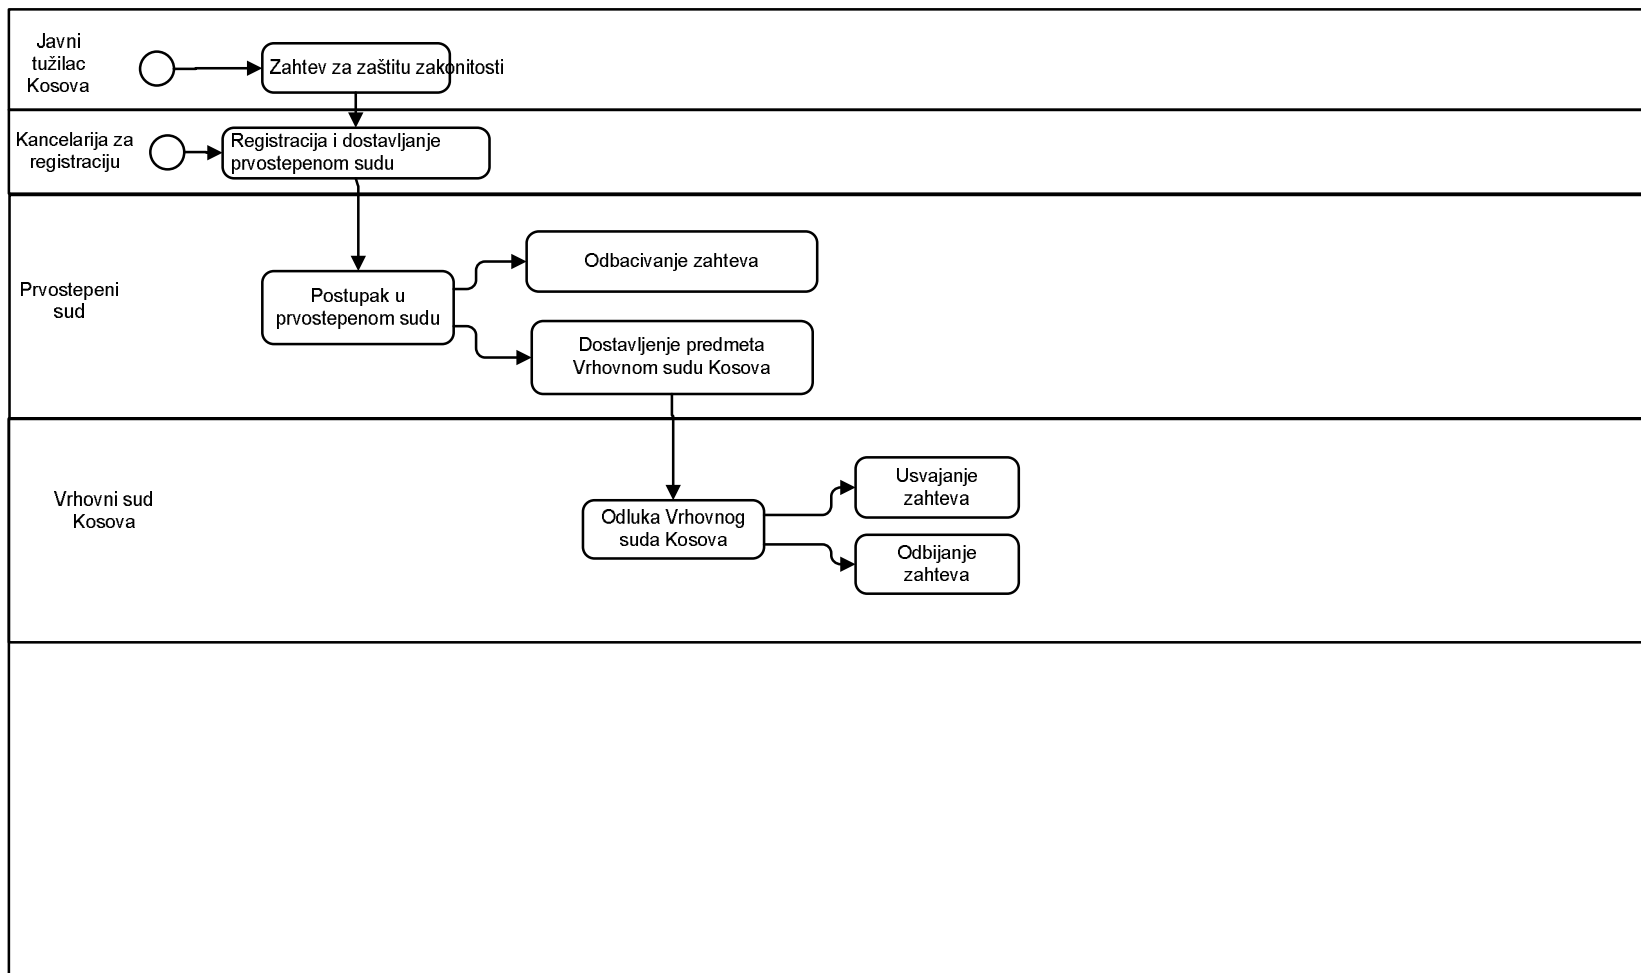 Javni
tužilac
Kosova
Zahtev za zaštitu zakonitosti
Kancelarija za
registraciju
Registracija i dostavljanje
prvostepenom sudu
Prvostepeni
sud
Postupak u
prvostepenom sudu
Odbacivanje zahteva
Dostavljenje predmeta
Vrhovnom sudu Kosova
Vrhovni sud
Kosova
Odluka Vrhovnog
suda Kosova
Usvajanje
zahteva
Odbijanje
zahteva